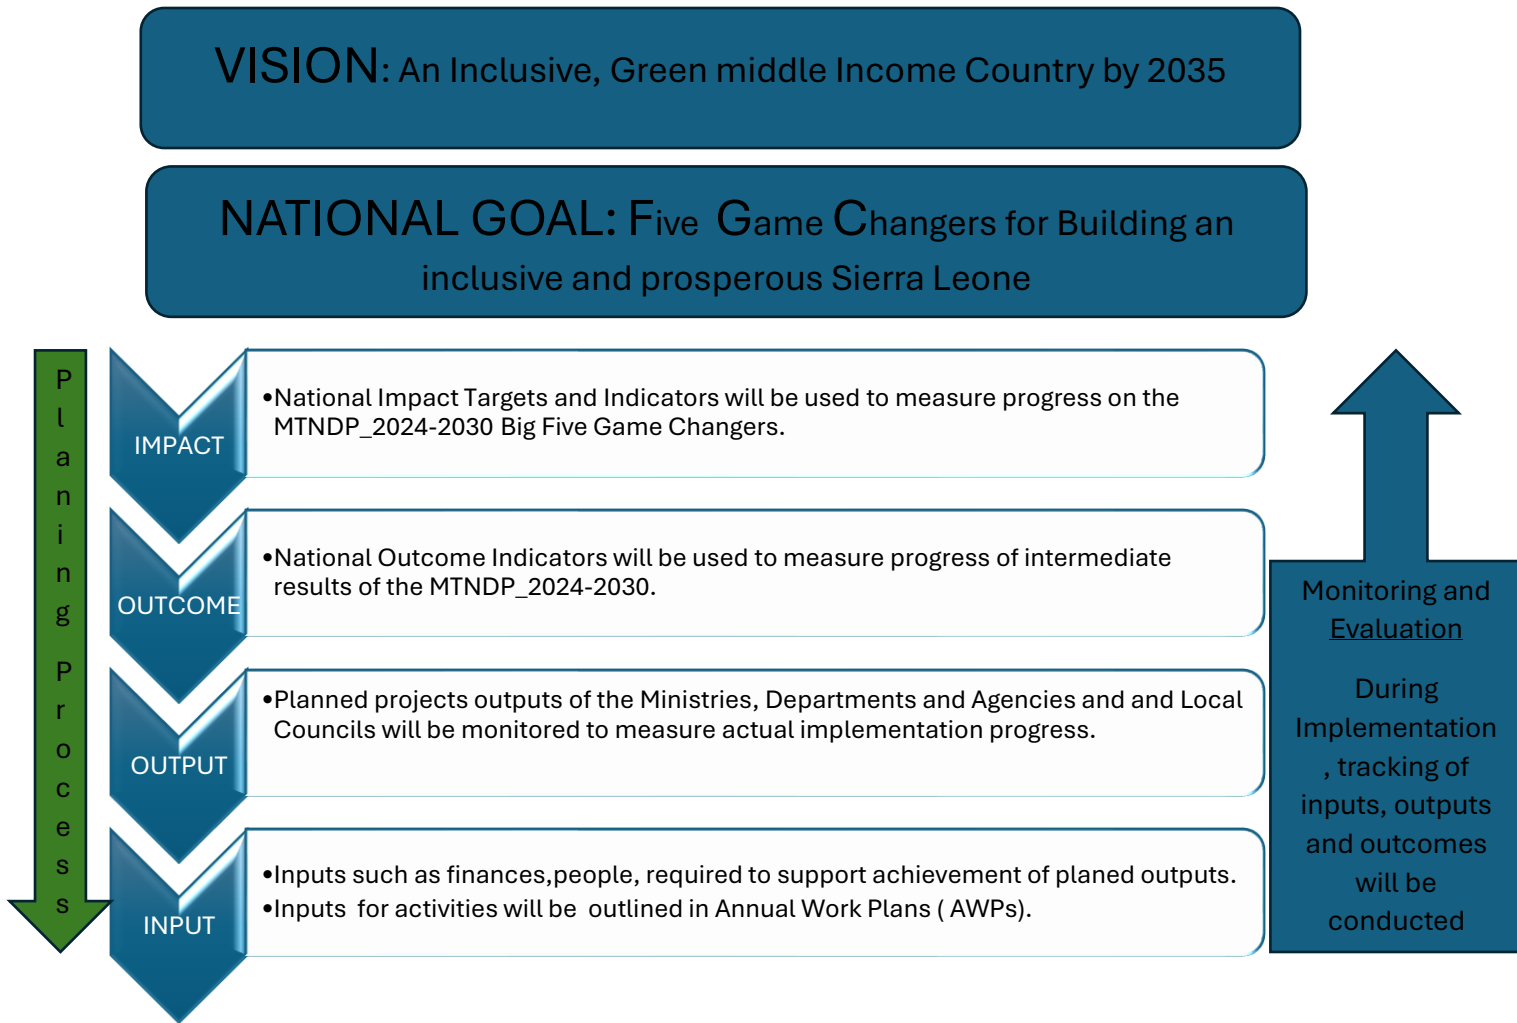 VISION: An Inclusive, Green middle Income Country by 2035
NATIONAL GOAL: Five Game Changers for Building an
inclusive and prosperous Sierra Leone
Planing Process
IMPACT
•National Impact Targets and Indicators will be used to measure progress on the
MTNDP_2024-2030 Big Five Game Changers.
OUTCOME
•National Outcome Indicators will be used to measure progress of intermediate
results of the MTNDP_2024-2030.
OUTPUT
•Planned projects outputs of the Ministries, Departments and Agencies and and Local
Councils will be monitored to measure actual implementation progress.
INPUT
•Inputs such as finances,people, required to support achievement of planed outputs.
•Inputs for activities will be outlined in Annual Work Plans ( AWPs).
Monitoring and
Evaluation
During
Implementation
, tracking of
inputs, outputs
and outcomes
will be
conducted